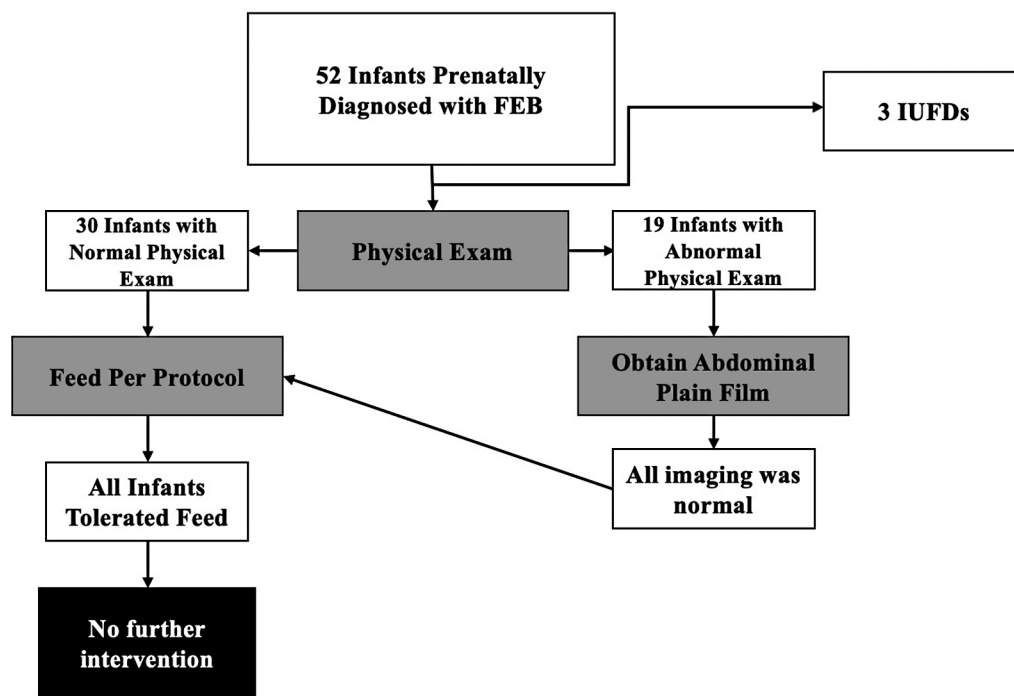 52 Infants Prenatally
Diagnosed with FEB
3 IUFDs
30 Infants with
Normal Physical
Exam
Physical Exam
19 Infants with
Abnormal
Physical Exam
Feed Per Protocol
Obtain Abdominal
Plain Film
All Infants
Tolerated Feed
All imaging was
normal
No further
intervention